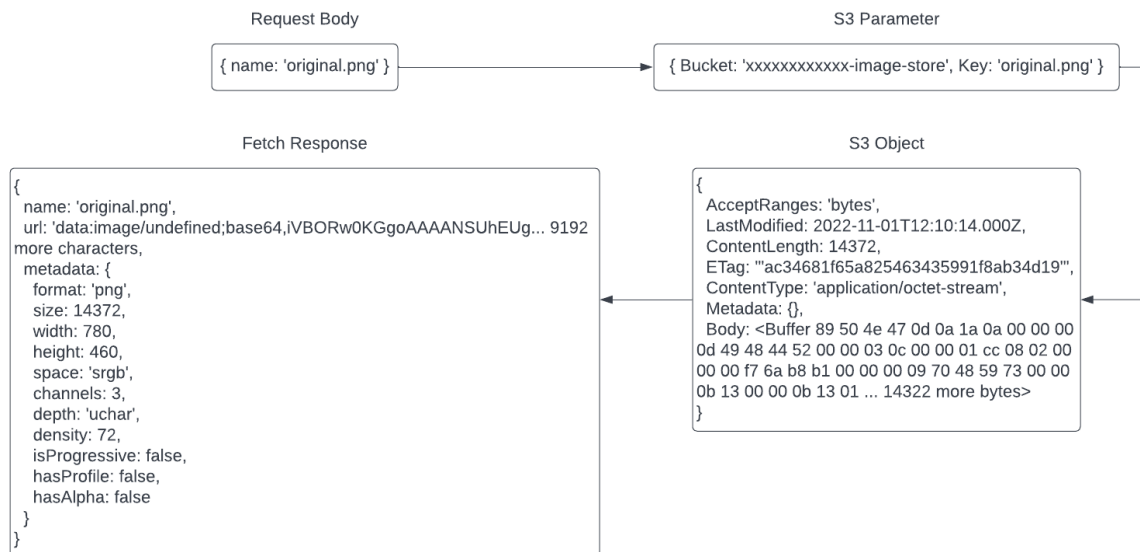 Request Body
{ name: 'original.png' }
S3 Parameter
{ Bucket: 'xxxxxxxxxxxx-image-store', Key: 'original.png' }
Fetch Response
{
name: 'original.png',
url: 'data:image/undefined;base64,iVBORw0KGgoAAAANSUhEUg... 9192
more characters,
metadata: {
format: 'png',
size: 14372,
width: 780,
height: 460,
space: 'srgb',
channels: 3,
depth: 'uchar',
density: 72,
isProgressive: false,
hasProfile: false,
hasAlpha: false
}
}
S3 Object
{
AcceptRanges: 'bytes',
LastModified: 2022-11-01T12:10:14.000Z,
ContentLength: 14372,
ETag: '"ac34681f65a825463435991f8ab34d19"',
ContentType: 'application/octet-stream',
Metadata: {},
Body: <Buffer 89 50 4e 47 0d 0a 1a 0a 00 00 00
0d 49 48 44 52 00 00 03 0c 00 00 01 cc 08 02 00
00 00 f7 6a b8 b1 00 00 00 09 70 48 59 73 00 00
0b 13 00 00 0b 13 01 ... 14322 more bytes>
}